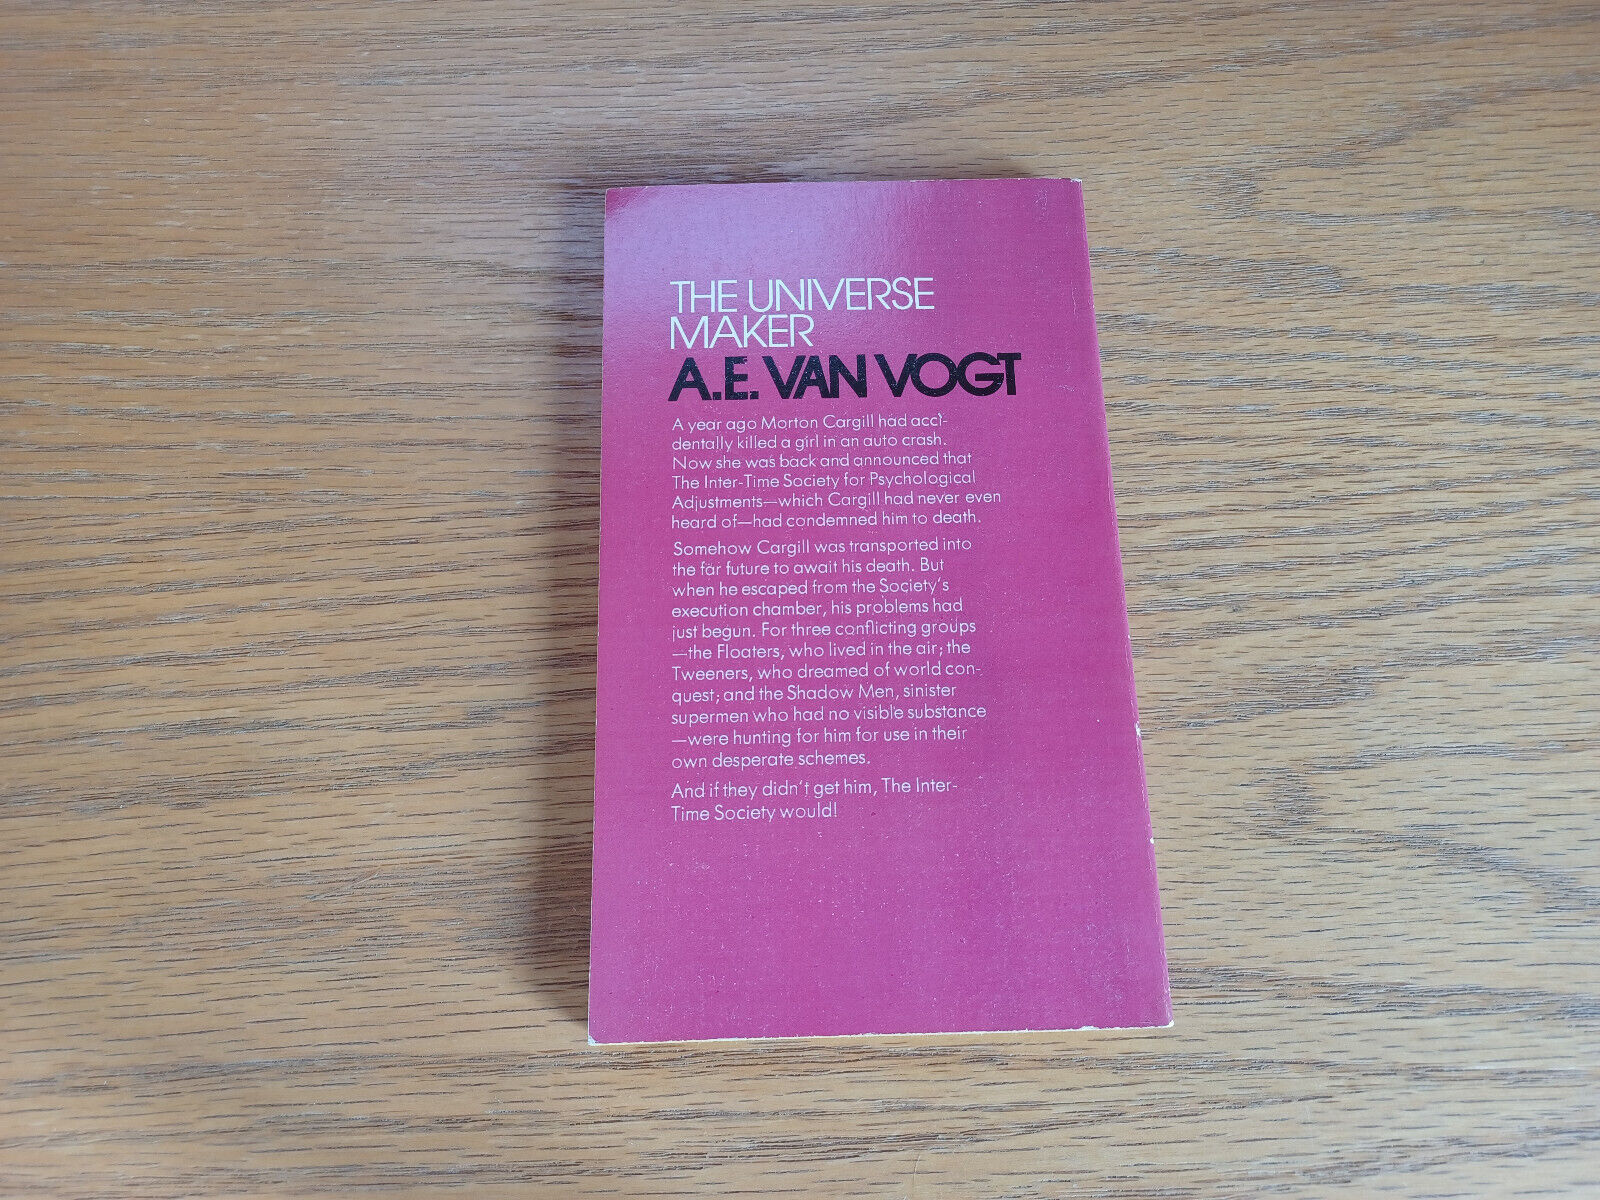 THE UNIVERSE
MAKER
A.E. VAN VOGT
A year ago Morton Cargill had acci-
dentally killed a girl in an auto crash.
Now she was back and announced that
The Inter-Time Society for Psychological
Adjustments—which Cargill had never even
heard of—had condemned him to death.
Somehow Cargill was transported into
the far future to await his death. But
when he escaped from the Society's
execution chamber, his problems had
just begun. For three conflicting groups
—the Floaters, who lived in the air; the
Tweeners, who dreamed of world con-
quest; and the Shadow Men, sinister
supermen who had no visible substance
—were hunting for him for use in their
own desperate schemes.
And if they didn't get him, The Inter-
Time Society would!